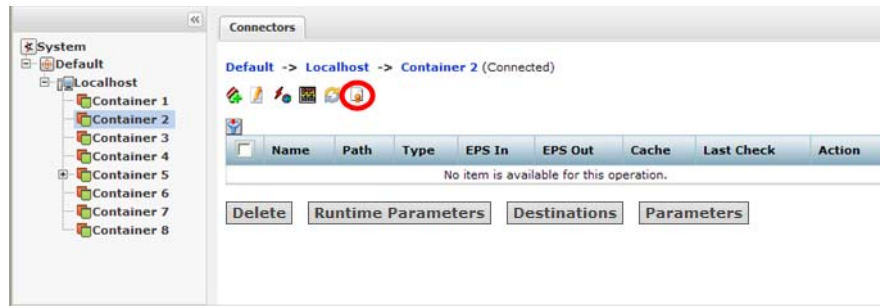 System
Default
Localhost
Container 1
Container 2
Container 3
Container 4
Container 5
Container 6
Container 7
Container 8
Connectors
Default -> Localhost -> Container 2 (Connected)
Name Path Type EPS In EPS Out Cache Last Check Action
No item is available for this operation.
Delete Runtime Parameters Destinations Parameters